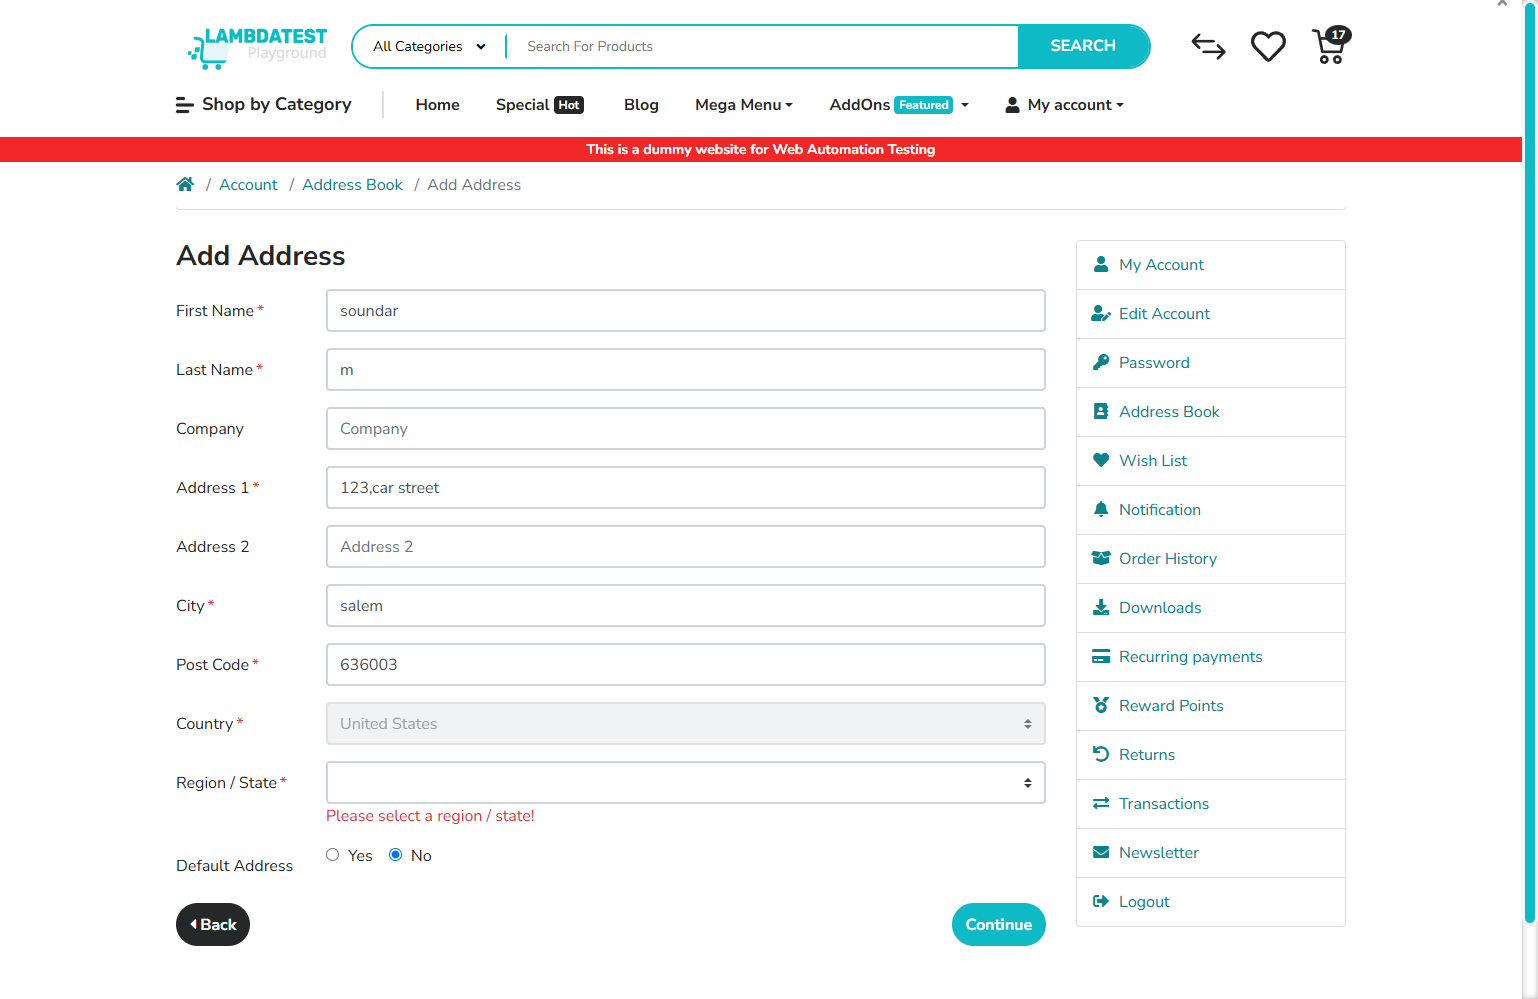 LAMBDATEST
Playground
All Categories
Search For Products
SEARCH
17
Shop by Category
Home
Special Hot
Blog
Mega Menu
AddOns Featured
My account
This is a dummy website for Web Automation Testing
/ Account / Address Book / Add Address
Add Address
First Name *
soundar
Last Name *
m
Company
Company
Address 1 *
123,car street
Address 2
Address 2
City *
salem
Post Code *
636003
Country *
United States
Region / State *
Please select a region / state!
Default Address
Yes
No
Back
Continue
My Account
Edit Account
Password
Address Book
Wish List
Notification
Order History
Downloads
Recurring payments
Reward Points
Returns
Transactions
Newsletter
Logout